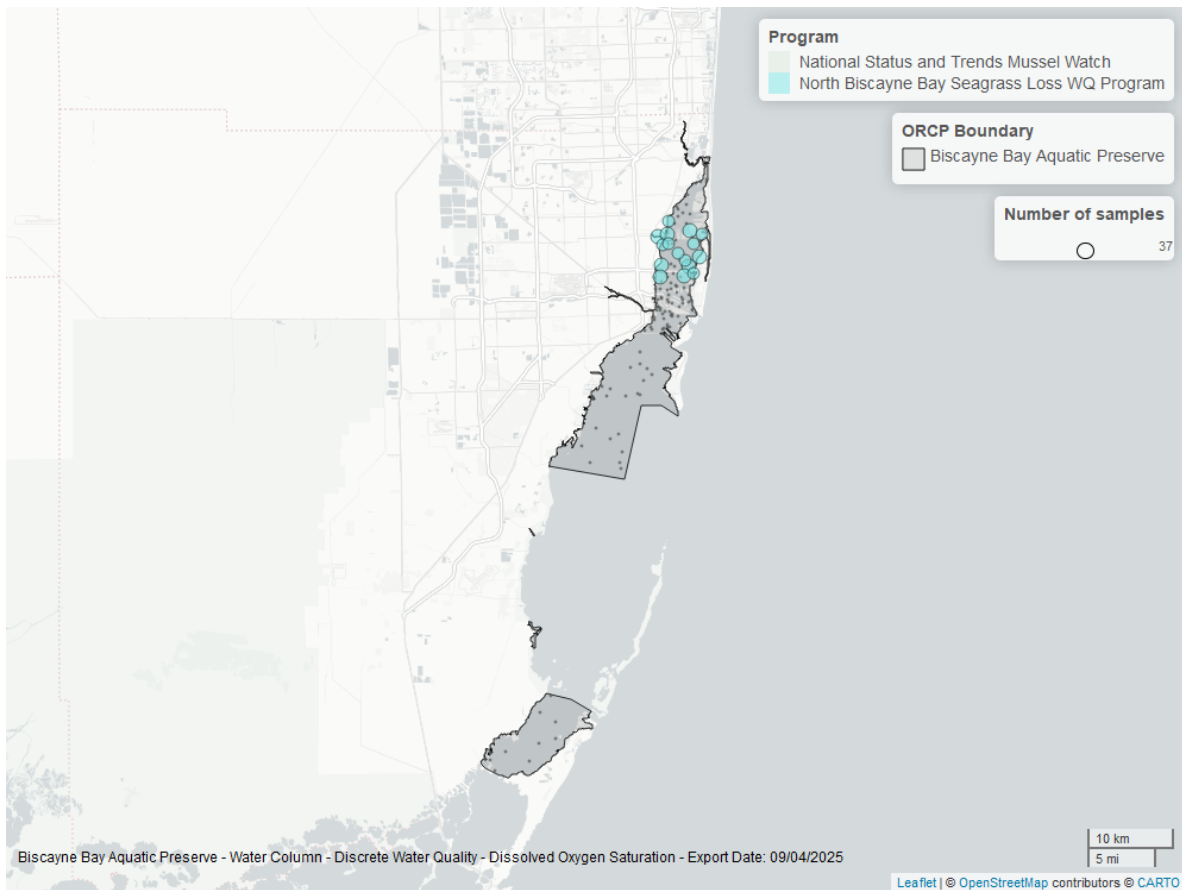 Program
National Status and Trends Mussel Watch
North Biscayne Bay Seagrass Loss WQ Program
ORCP Boundary
Biscayne Bay Aquatic Preserve
Number of samples
37
10 km
5 mi
Biscayne Bay Aquatic Preserve - Water Column - Discrete Water Quality - Dissolved Oxygen Saturation - Export Date: 09/04/2025
Leaflet | © OpenStreetMap contributors © CARTO